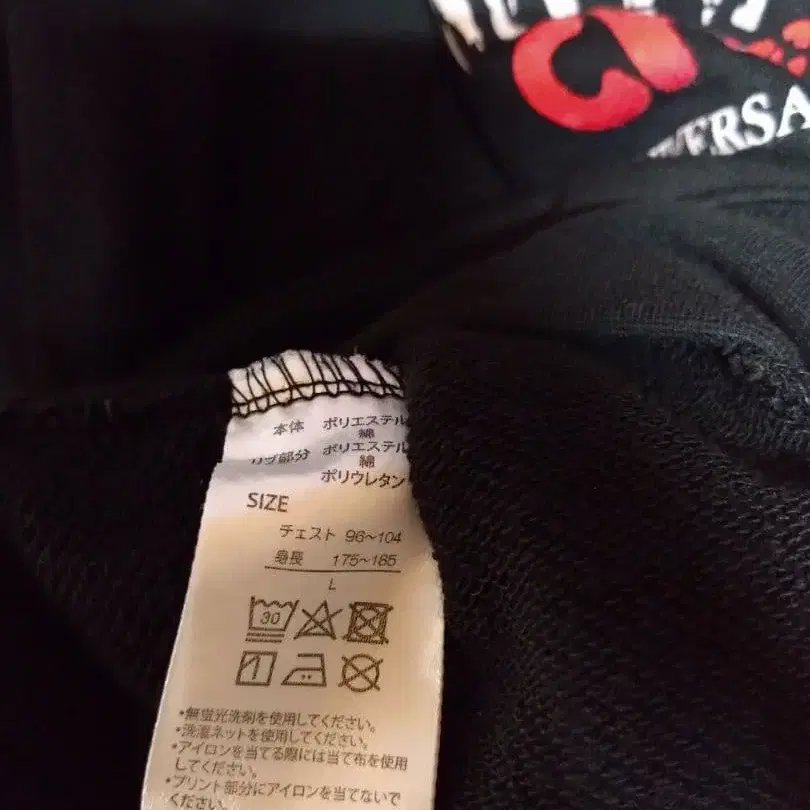 VERSA
本体 ポリエステル
綿
リブ部分 ポリエステル
綿
ポリウレタン
SIZE
チェスト 96~104
身長 175~185
L
30
・無蛍光洗剤を使用してください。
・洗濯ネットを使用してください。
・アイロンを当てる際には当て布を使用
してください。
・プリント部分にアイロンを当てないで
ください。